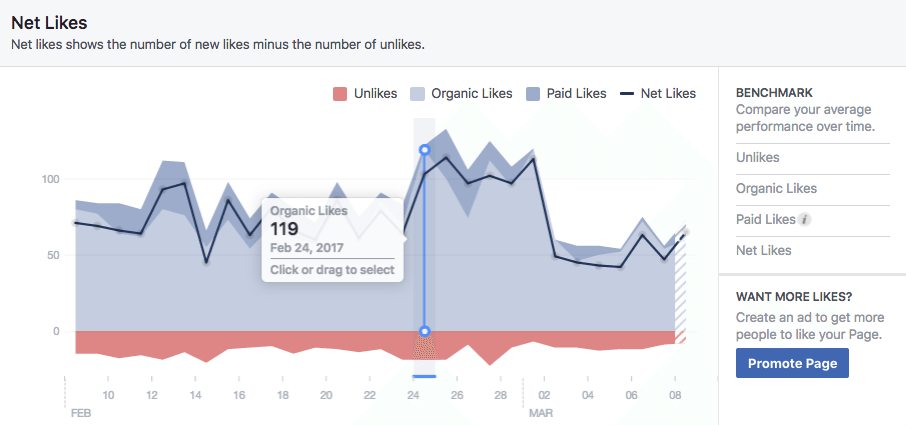 Net Likes
Net likes shows the number of new likes minus the number of unlikes.
Unlikes Organic Likes Paid Likes Net Likes
100
50
0
Organic Likes
119
Feb 24, 2017
Click or drag to select
10 12 14 16 18 20 22 24 26 28 02 04 06 08
FEB MAR
BENCHMARK
Compare your average
performance over time.
Unlikes
Organic Likes
Paid Likes i
Net Likes
WANT MORE LIKES?
Create an ad to get more
people to like your Page.
Promote Page